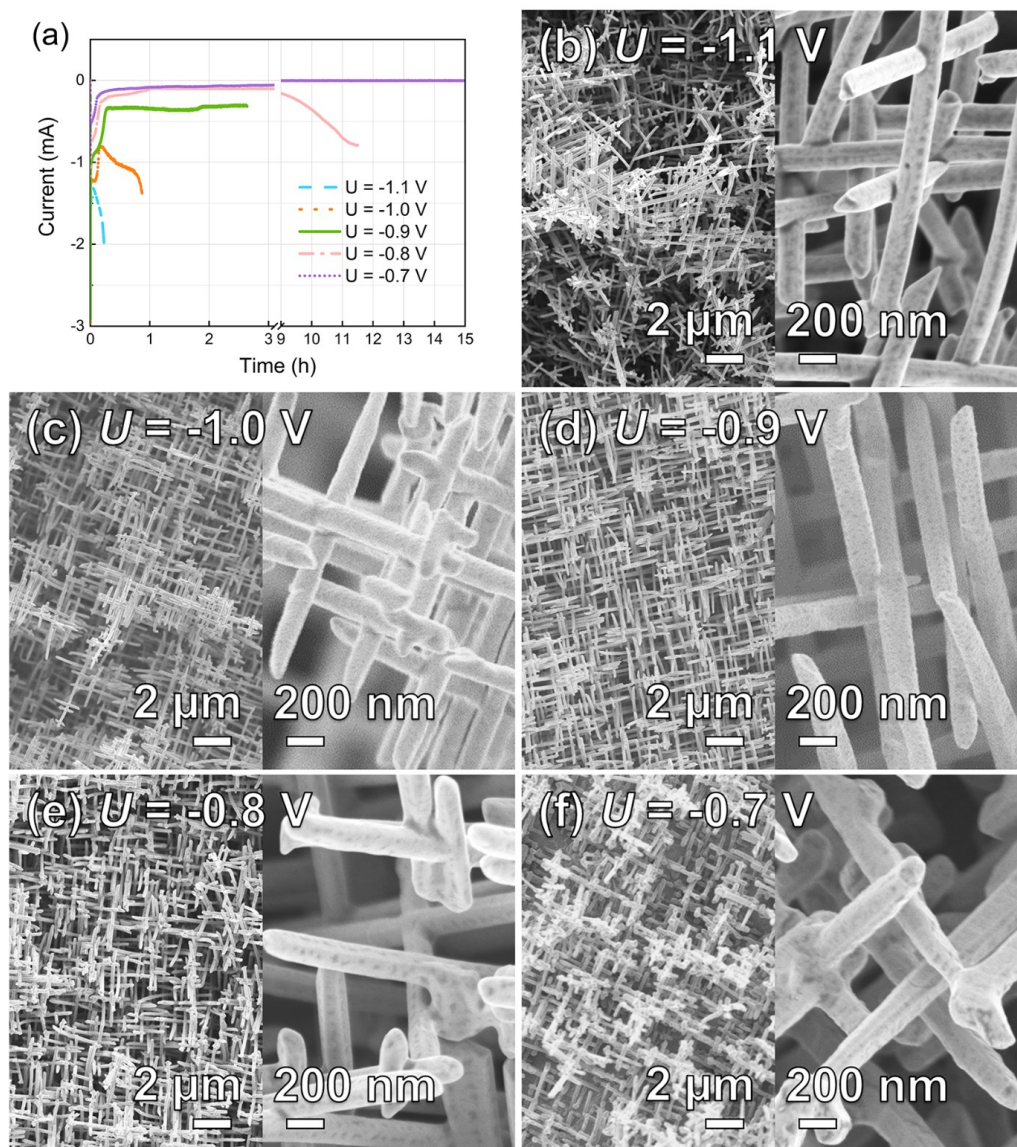 (a)
0
-1
-2
-3
Current (mA)
U = -1.1 V
U = -1.0 V
U = -0.9 V
U = -0.8 V
U = -0.7 V
0 1 2 3 9 10 11 12 13 14 15
Time (h)
(b) U = -1.1 V
2 µm 200 nm
(c) U = -1.0 V
2 µm 200 nm
(d) U = -0.9 V
2 µm 200 nm
(e) U = -0.8 V
2 µm 200 nm
(f) U = -0.7 V
2 µm 200 nm